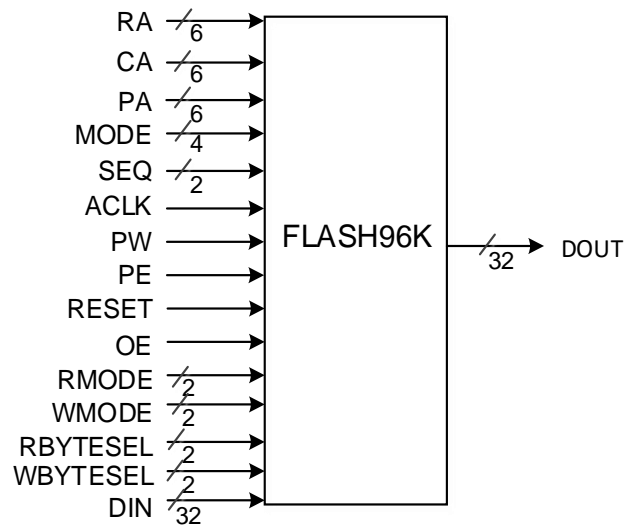 RA
6
CA
6
PA
6
MODE
4
SEQ
2
ACLK
PW
PE
RESET
OE
RMODE
2
WMODE
2
RBYTESEL
2
WBYTESEL
2
DIN
32
FLASH96K
32
DOUT